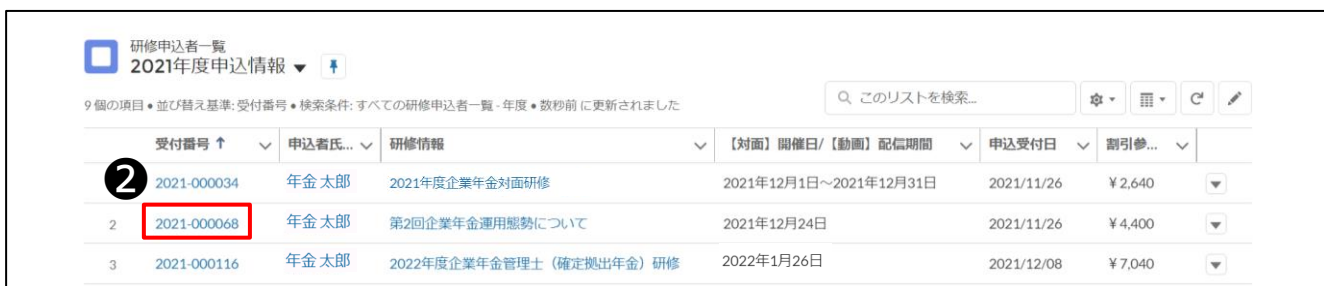 研修申込者一覧
2021年度申込情報
9個の項目 • 並び替え基準: 受付番号 • 検索条件: すべての研修申込者一覧 - 年度 • 数秒前 に更新されました
このリストを検索...
受付番号 ↑ 申込者氏... 研修情報 【対面】開催日/【動画】配信期間 申込受付日 割引参...
❷ 2021-000034 年金 太郎 2021年度企業年金対面研修 2021年12月1日～2021年12月31日 2021/11/26 ¥2,640
2 2021-000068 年金 太郎 第2回企業年金運用態勢について 2021年12月24日 2021/11/26 ¥4,400
3 2021-000116 年金 太郎 2022年度企業年金管理士（確定拠出年金）研修 2022年1月26日 2021/12/08 ¥7,040